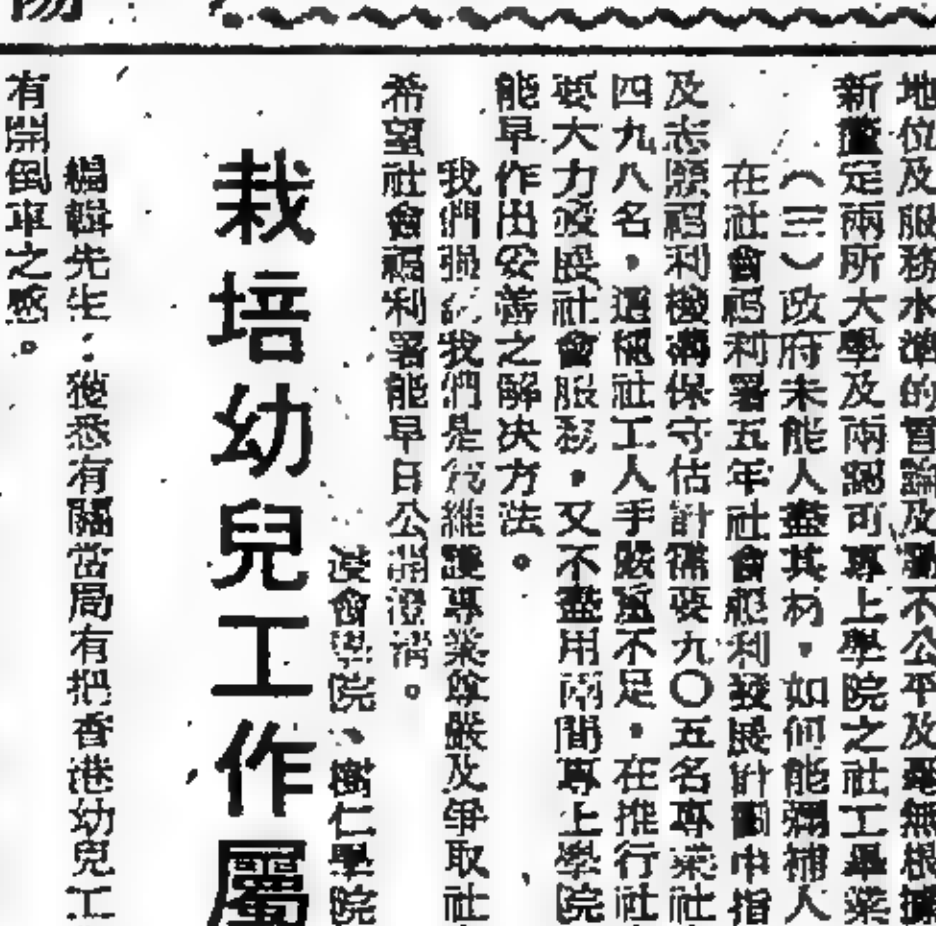 地位及服務水準的言論及劃不公平及毫無根據
新釐定兩所大學及兩認可專上學院之社工畢業
（三）政府未能人盡其材，如何能彌補人
在社會福利署五年社會福利發展計劃中指
及志願福利機構保守估計需要九〇五名專業社
四九八名，這種社工人手嚴重不足，在推行社
要大力發展社會服務，又不盡用兩間專上學院
能早作出妥善之解決方法。
我們強調我們是為維護專業尊嚴及爭取社
希望社會福利署能早日公開澄清。
浸會學院、樹仁學院
栽培幼兒工作屬
編輯先生：獲悉有關當局有把香港幼兒工
有開倒車之感。